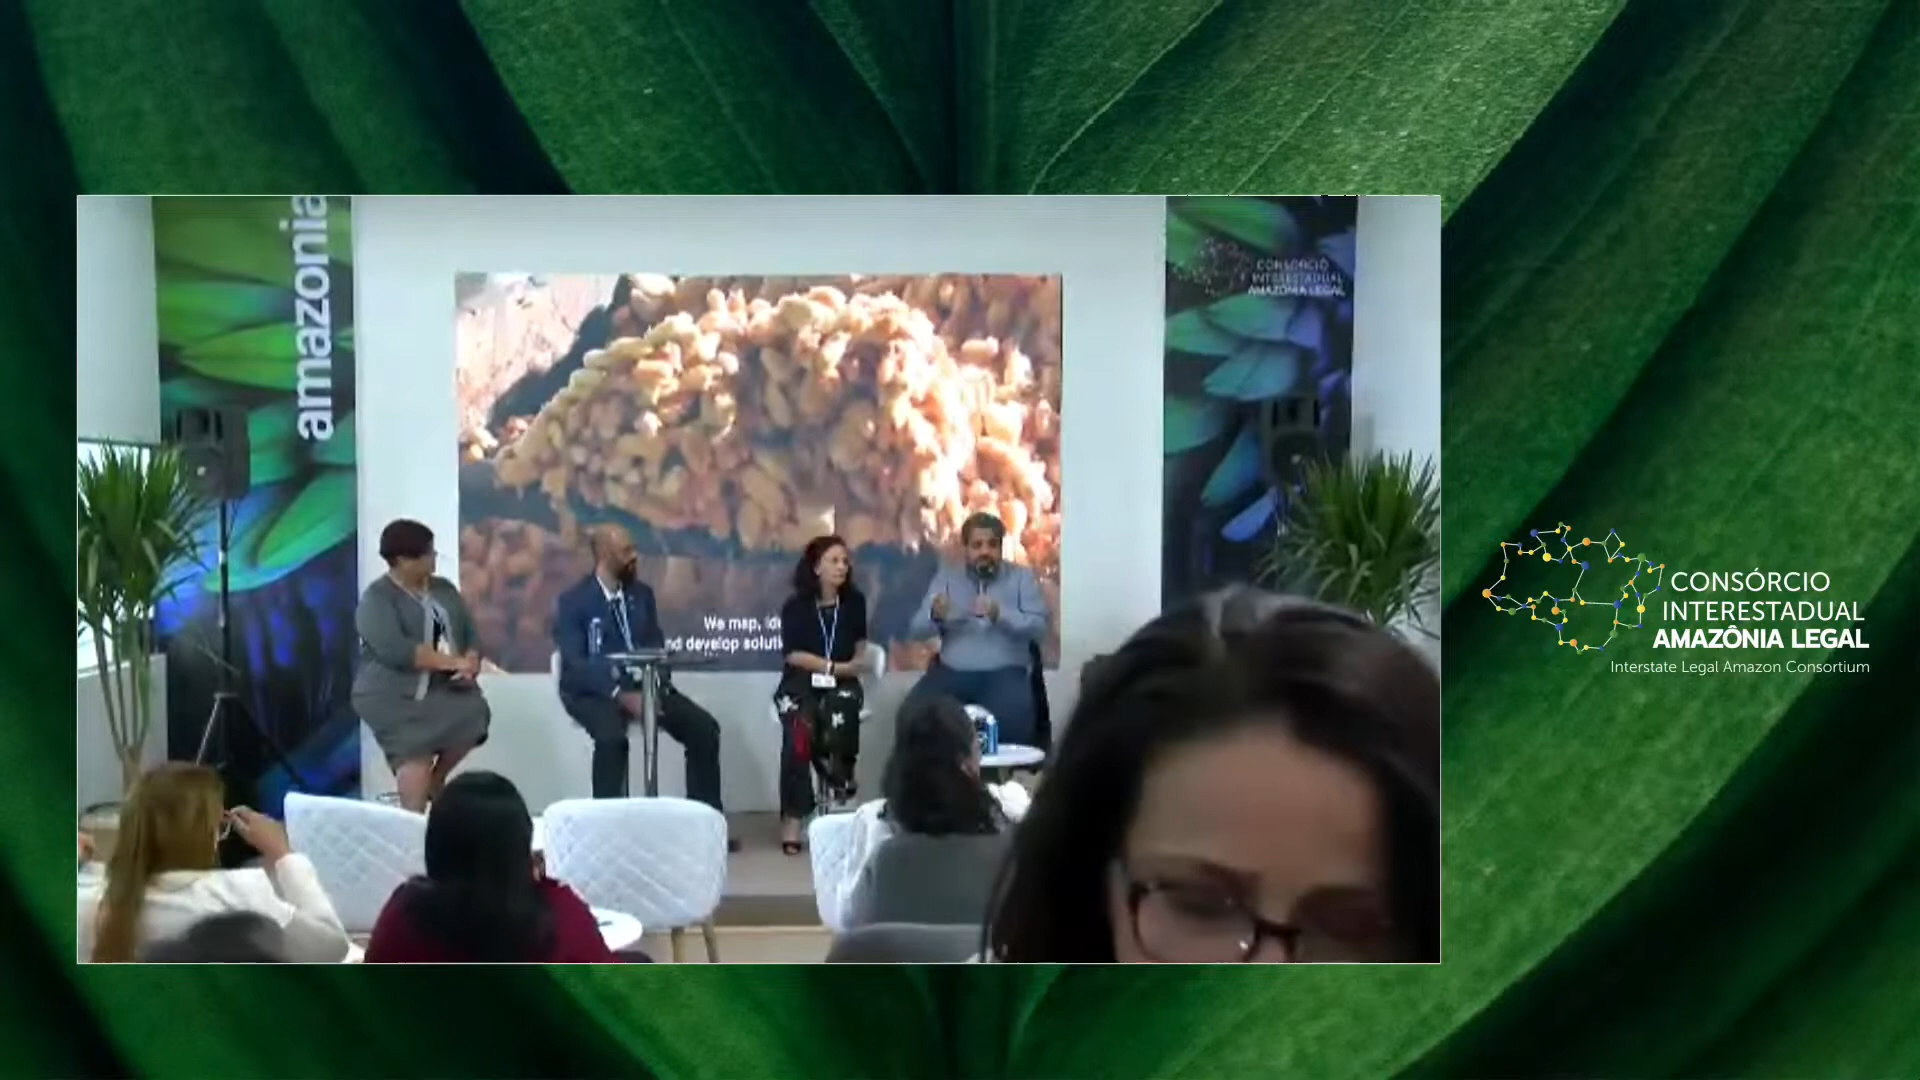 amazonia
CONSÓRCIO
INTERESTADUAL
AMAZÔNIA LEGAL
We map, ide
nd develop soluti
CONSÓRCIO
INTERESTADUAL
AMAZÔNIA LEGAL
Interstate Legal Amazon Consortium